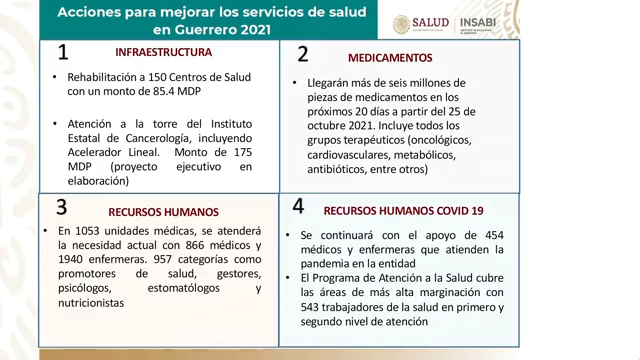 Acciones para mejorar los servicios de salud
en Guerrero 2021
SALUD
INSABI
1
INFRAESTRUCTURA
• Rehabilitación a 150 Centros de Salud
con un monto de 85.4 MDP
• Atención a la torre del Instituto
Estatal de Cancerología, incluyendo
Acelerador Lineal. Monto de 175
MDP (proyecto ejecutivo en
elaboración)
2
MEDICAMENTOS
• Llegarán más de seis millones de
piezas de medicamentos en los
próximos 20 días a partir del 25 de
octubre 2021. Incluye todos los
grupos terapéuticos (oncológicos,
cardiovasculares, metabólicos,
antibióticos, entre otros)
3
RECURSOS HUMANOS
• En 1053 unidades médicas, se atenderá
la necesidad actual con 866 médicos y
1940 enfermeras. 957 categorías como
promotores de salud, gestores,
psicólogos, estomatólogos y
nutricionistas
4
RECURSOS HUMANOS COVID 19
• Se continuará con el apoyo de 454
médicos y enfermeras que atienden la
pandemia en la entidad
• El Programa de Atención a la Salud cubre
las áreas de más alta marginación con
543 trabajadores de la salud en primero y
segundo nivel de atención